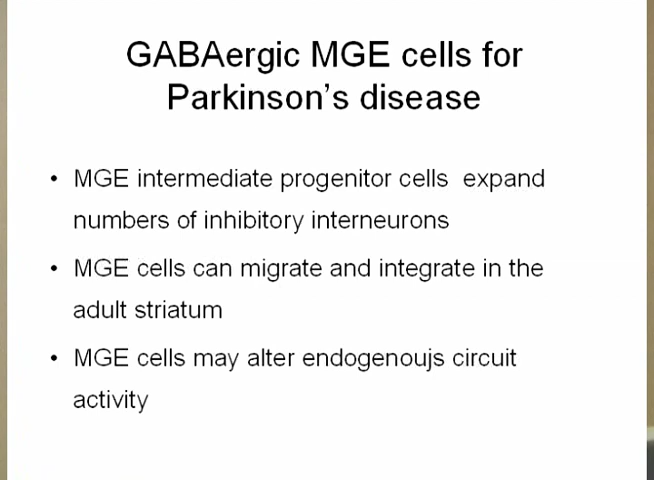 GABAergic MGE cells for
Parkinson's disease
• MGE intermediate progenitor cells  expand
numbers of inhibitory interneurons
• MGE cells can migrate and integrate in the
adult striatum
• MGE cells may alter endogenoujs circuit
activity